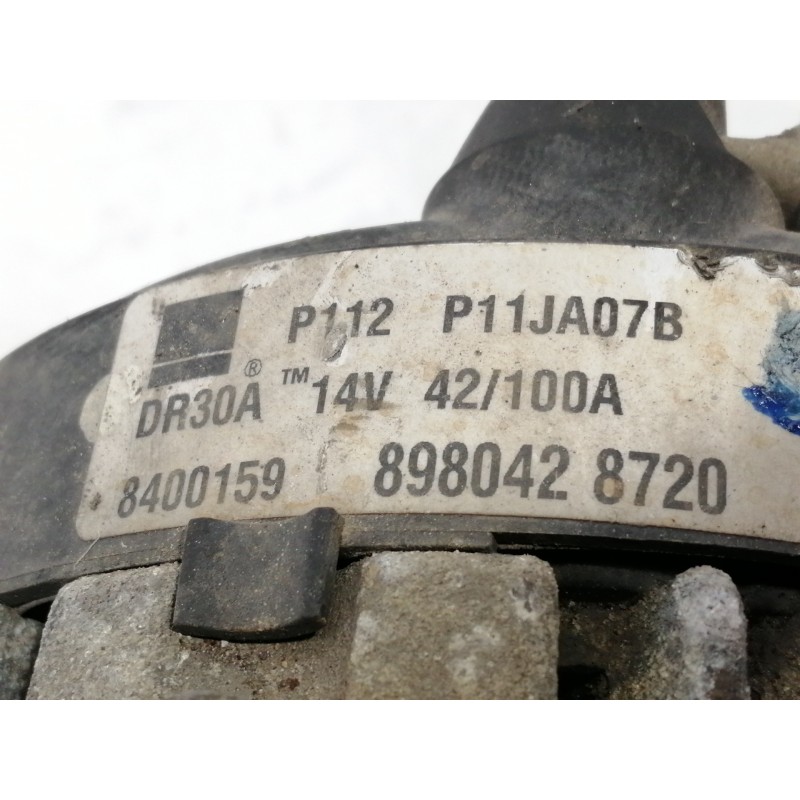 P112 P11JA07B
® DR30A ™ 14V 42/100A
8400159 898042 8720